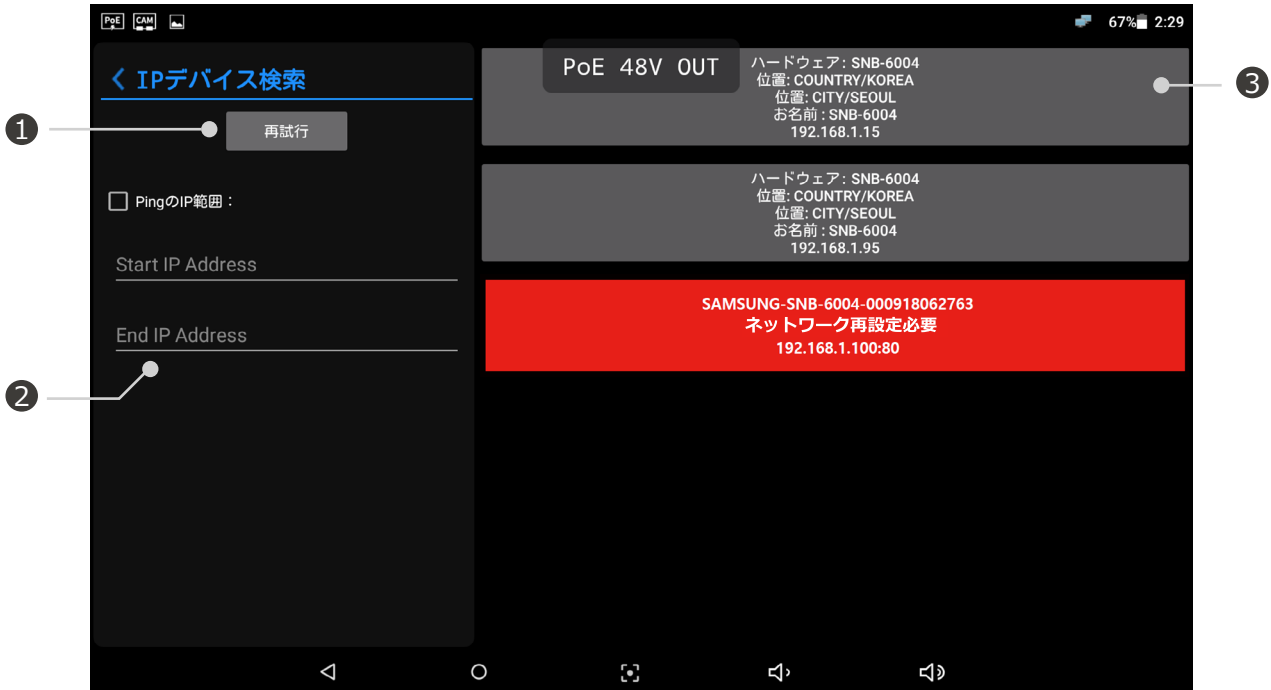 PoE CAM 67% 2:29
IPデバイス検索
❶
再試行
PingのIP範囲：
Start IP Address
End IP Address
❷
PoE 48V OUT
ハードウェア: SNB-6004
位置: COUNTRY/KOREA
位置: CITY/SEOUL
お名前 : SNB-6004
192.168.1.15
❸
ハードウェア: SNB-6004
位置: COUNTRY/KOREA
位置: CITY/SEOUL
お名前 : SNB-6004
192.168.1.95
SAMSUNG-SNB-6004-000918062763
ネットワーク再設定必要
192.168.1.100:80